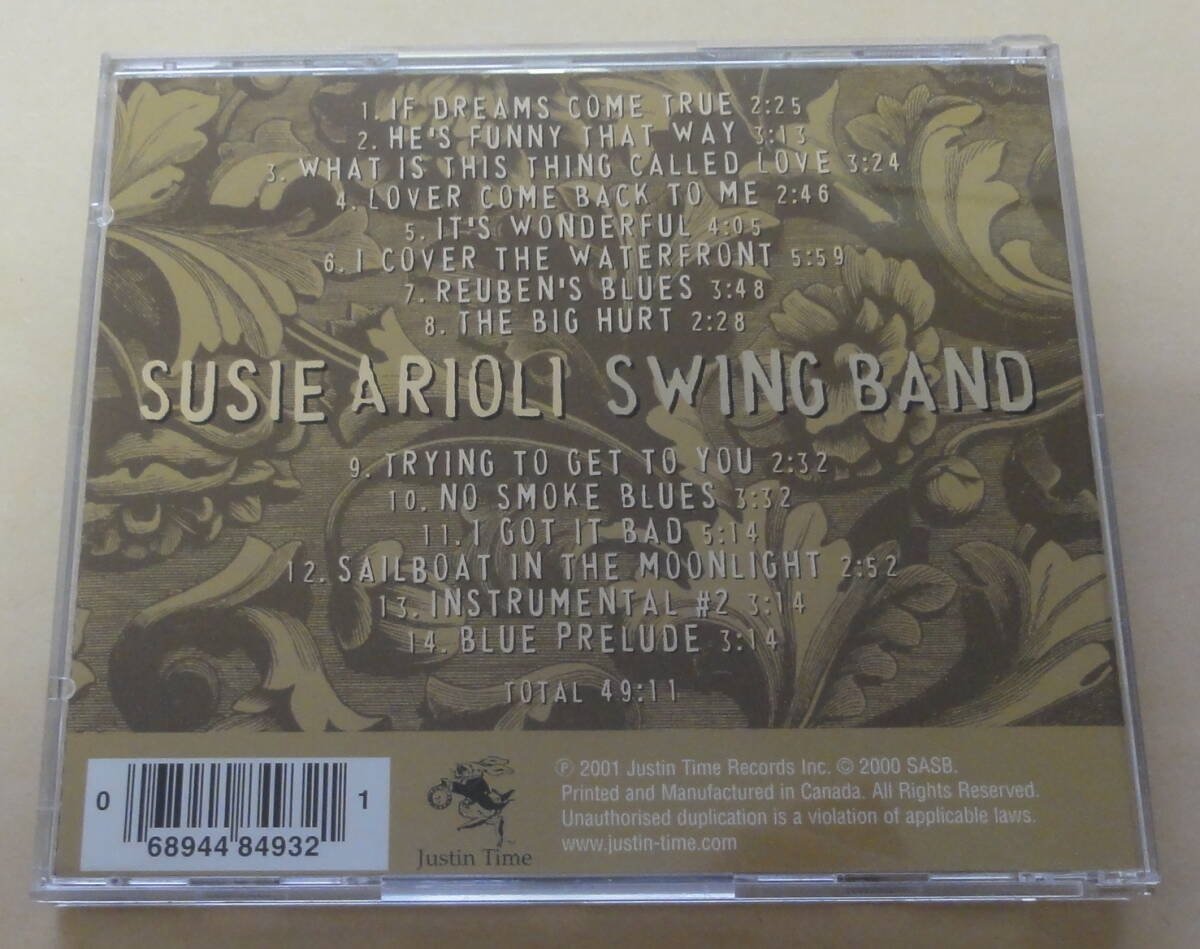 1. IF DREAMS COME TRUE 2:25
2. HE'S FUNNY THAT WAY 3:13
3. WHAT IS THIS THING CALLED LOVE 3:24
4. LOVER COME BACK TO ME 2:46
5. IT'S WONDERFUL 4:05
6. I COVER THE WATERFRONT 5:59
7. REUBEN'S BLUES 3:48
8. THE BIG HURT 2:28
SUSIE ARIOLI SWING BAND
9. TRYING TO GET TO YOU 2:32
10. NO SMOKE BLUES 3:32
11. I GOT IT BAD 5:14
12. SAILBOAT IN THE MOONLIGHT 2:52
13. INSTRUMENTAL #2 3:14
14. BLUE PRELUDE 3:14
TOTAL 49:11
0 68944 84932 1
Justin Time
℗ 2001 Justin Time Records Inc. © 2000 SASB.
Printed and Manufactured in Canada. All Rights Reserved.
Unauthorised duplication is a violation of applicable laws.
www.justin-time.com